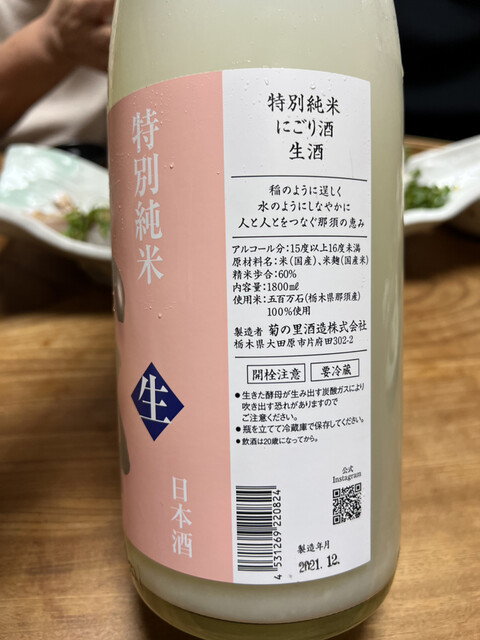 特別純米
生
日本酒
特別純米
にごり酒
生酒
稲のように逞しく
水のようにしなやかに
人と人とをつなぐ那須の恵み
アルコール分:15度以上16度未満
原材料名:米(国産)、米麹(国産米)
精米歩合:60%
内容量:1800mℓ
使用米:五百万石(栃木県那須産)
100%使用
製造者 菊の里酒造株式会社
栃木県大田原市片府田302-2
開栓注意 要冷蔵
●生きた酵母が生み出す炭酸ガスにより
吹き出す恐れがありますので
ご注意ください。
●瓶を立てて冷蔵庫で保存してください。
●飲酒は20歳になってから。
公式
Instagram
4 531269 220824
製造年月
2021.12.